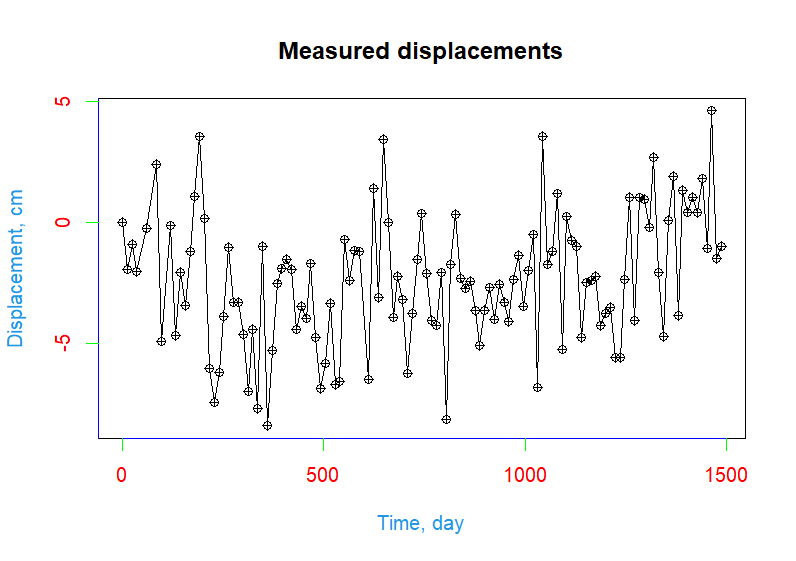 Measured displacements
Displacement, cm
5
0
-5
0
500
1000
1500
Time, day